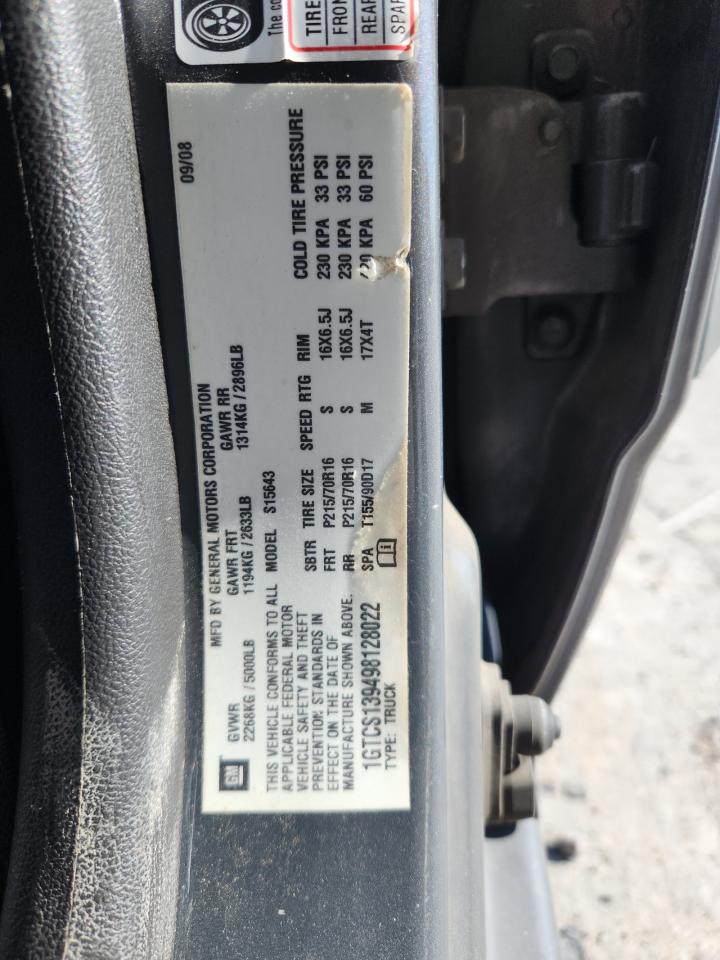 The co
TIRE
FRON
REAR
SPAR
MFD BY GENERAL MOTORS CORPORATION 09/08
GM
GVWR GAWR FRT GAWR RR
2268KG/5000LB 1194KG/2633LB 1314KG/2896LB
THIS VEHICLE CONFORMS TO ALL
APPLICABLE FEDERAL MOTOR
VEHICLE SAFETY AND THEFT
PREVENTION STANDARDS IN
EFFECT ON THE DATE OF
MANUFACTURE SHOWN ABOVE.
1GTCS139498128022
TYPE: TRUCK
MODEL S15643
SBTR TIRE SIZE SPEED RTG RIM COLD TIRE PRESSURE
FRT P215/70R16 S 16X6.5J 230 KPA 33 PSI
RR P215/70R16 S 16X6.5J 230 KPA 33 PSI
SPA T155/90D17 M 17X4T 20 KPA 60 PSI